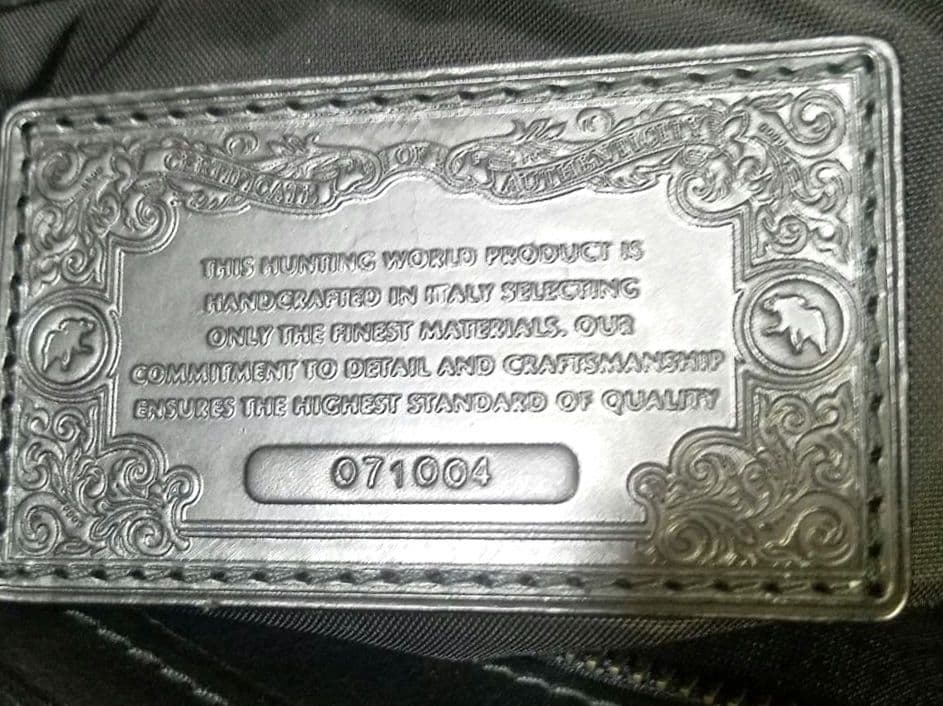 CERTIFICATE OF AUTHENTICITY
THIS HUNTING WORLD PRODUCT IS
HANDCRAFTED IN ITALY SELECTING
ONLY THE FINEST MATERIALS. OUR
COMMITMENT TO DETAIL AND CRAFTSMANSHIP
ENSURES THE HIGHEST STANDARD OF QUALITY
071004